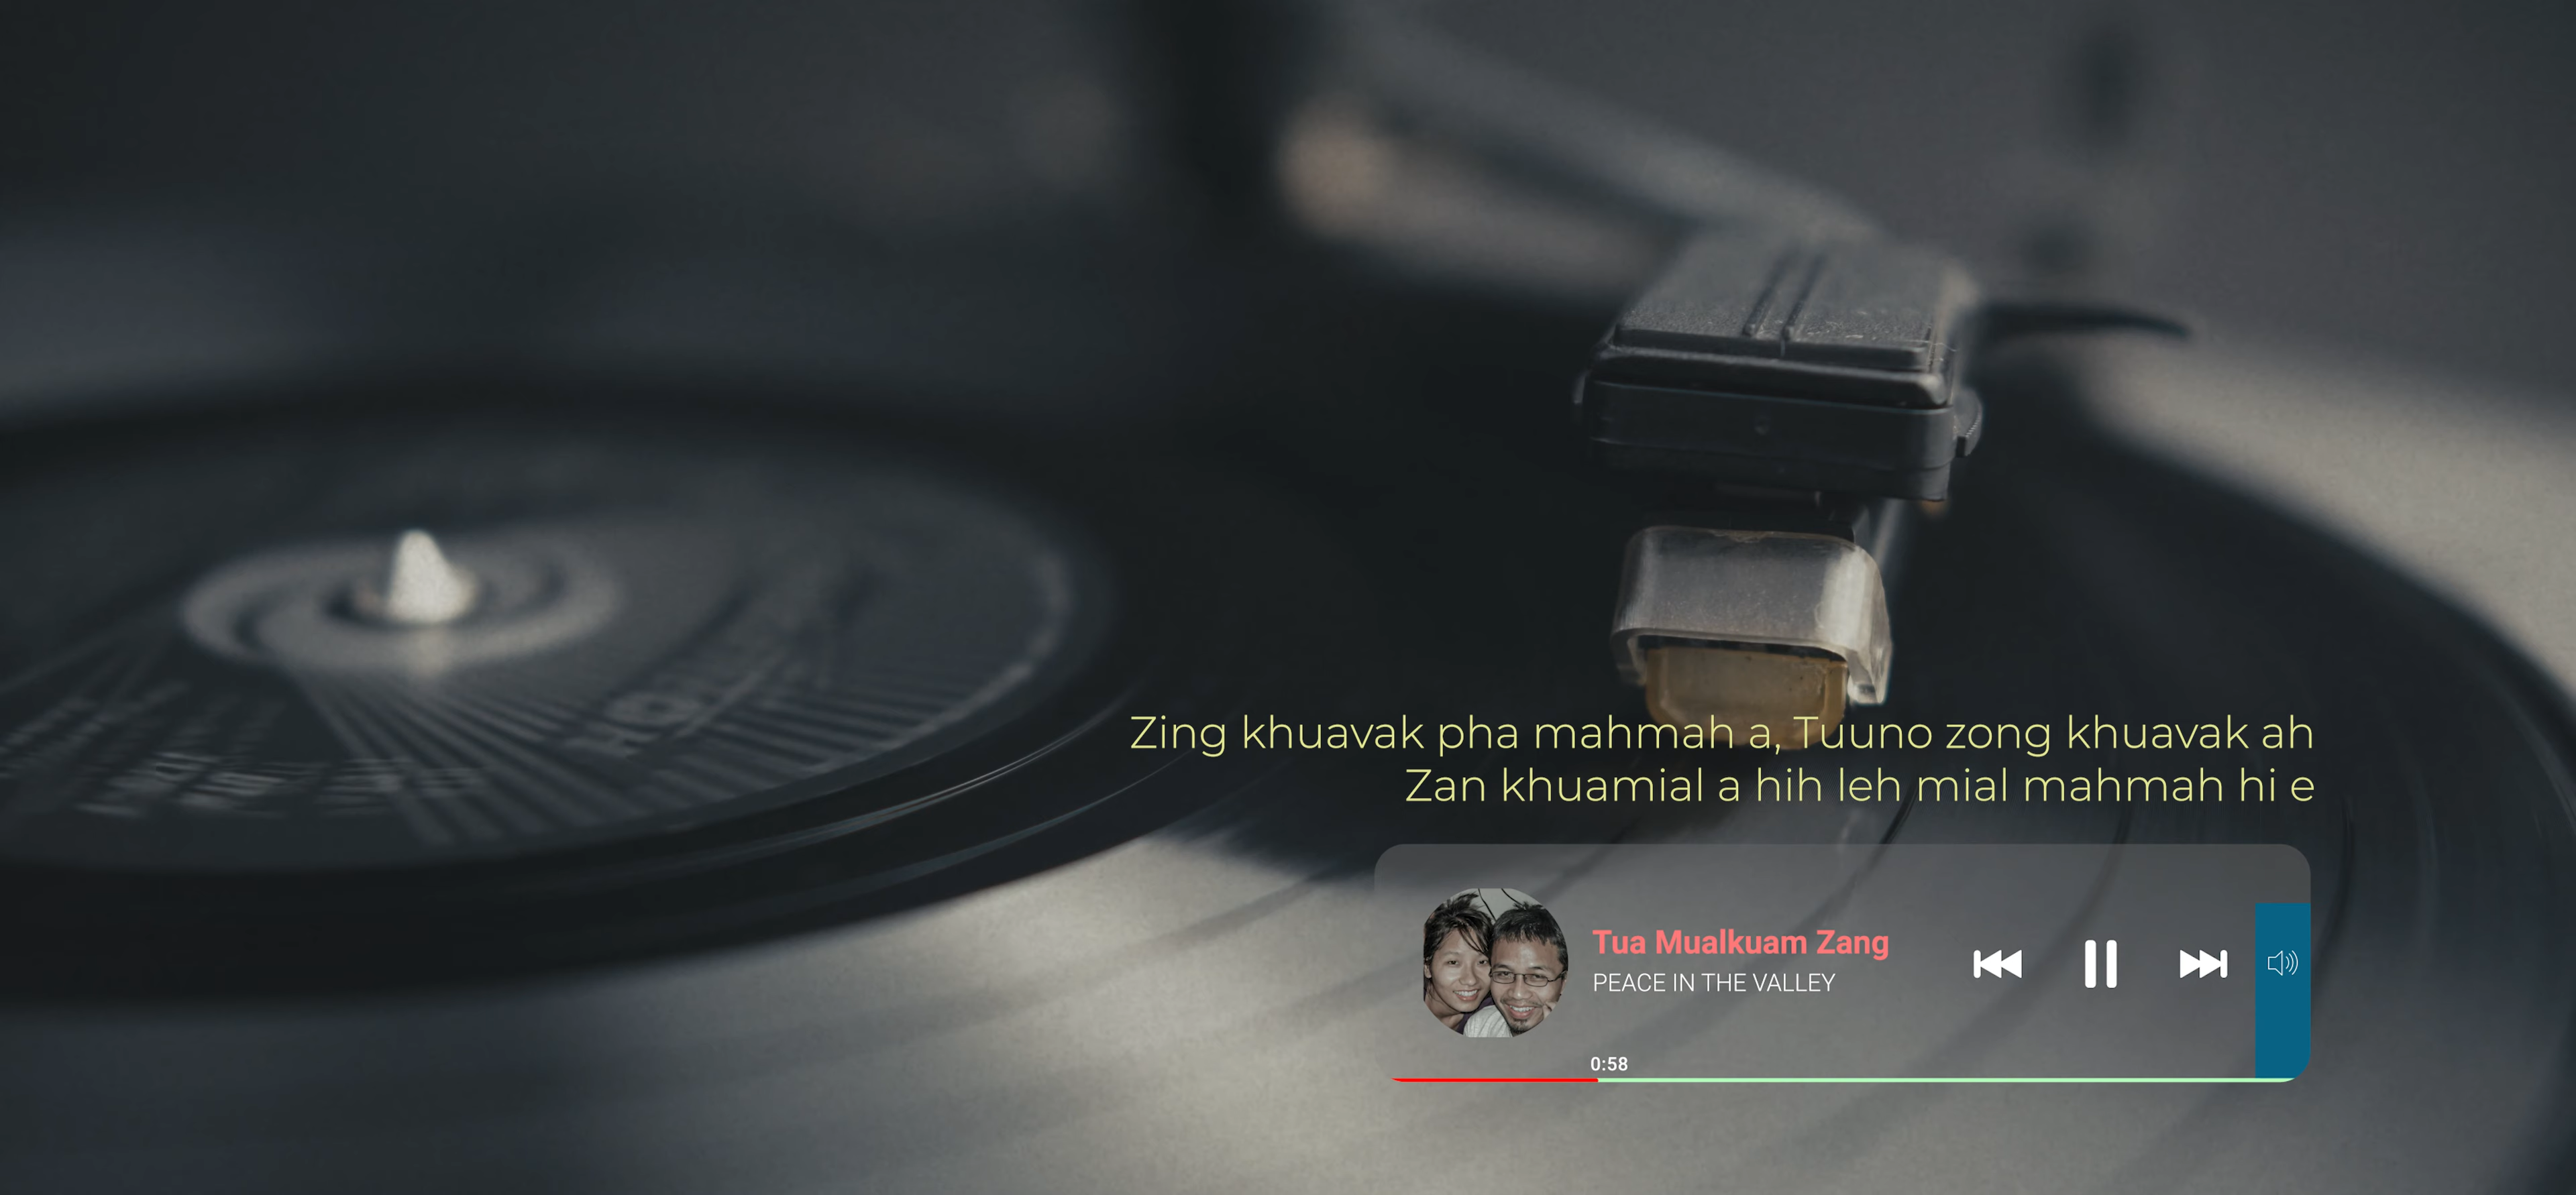 Zing khuavak pha mahmah a, Tuuno zong khuavak ah
Zan khuamial a hih leh mial mahmah hi e
Tua Mualkuam Zang
PEACE IN THE VALLEY
0:58